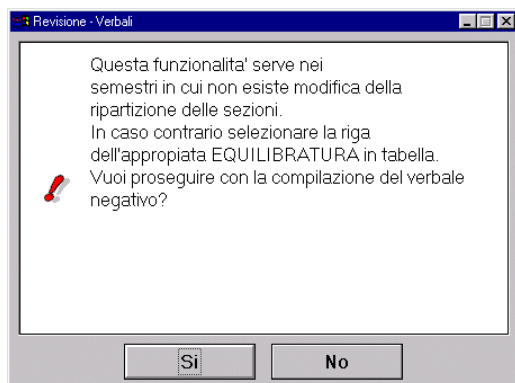 Revisione - Verbali
Questa funzionalita' serve nei
semestri in cui non esiste modifica della
ripartizione delle sezioni.
In caso contrario selezionare la riga
dell'appropiata EQUILIBRATURA in tabella.
Vuoi proseguire con la compilazione del verbale
negativo?
Si
No